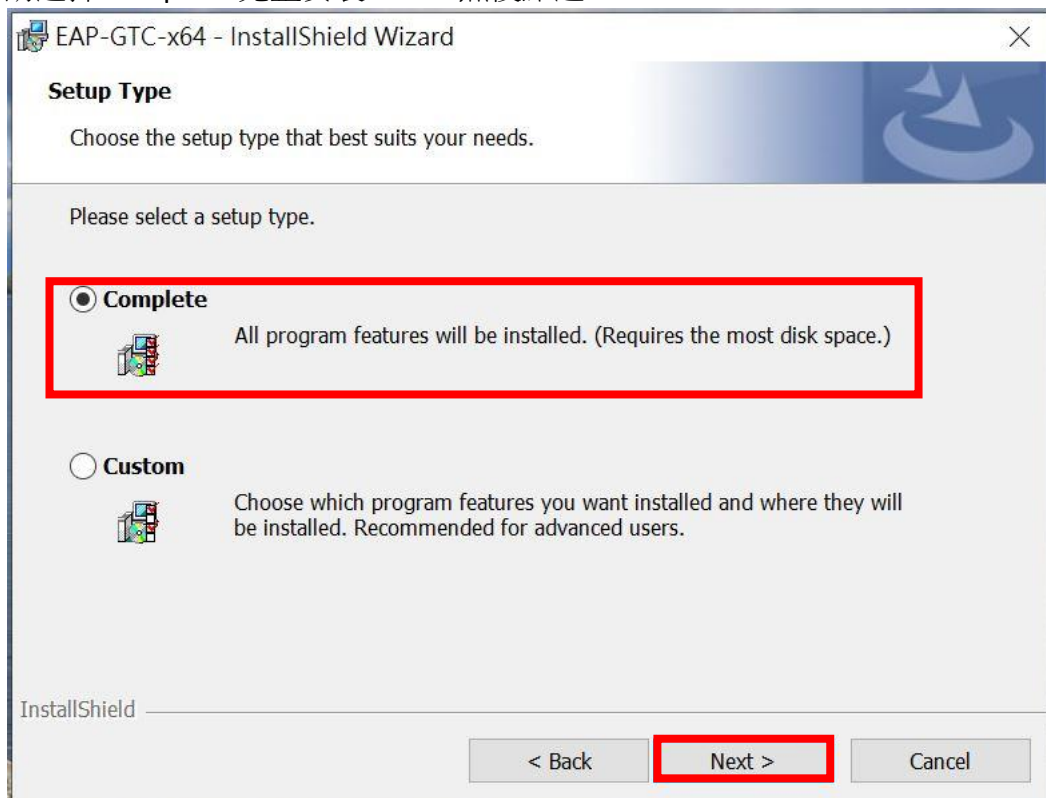 EAP-GTC-x64 - InstallShield Wizard
Setup Type
Choose the setup type that best suits your needs.
Please select a setup type.
Complete
All program features will be installed. (Requires the most disk space.)
Custom
Choose which program features you want installed and where they will
be installed. Recommended for advanced users.
InstallShield
< Back
Next >
Cancel